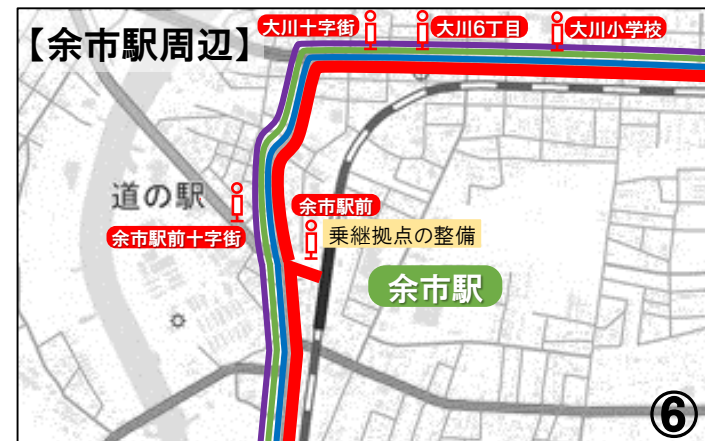 【余市駅周辺】
大川十字街
大川6丁目
大川小学校
道の駅
余市駅前
余市駅前十字街
乗継拠点の整備
余市駅
⑥